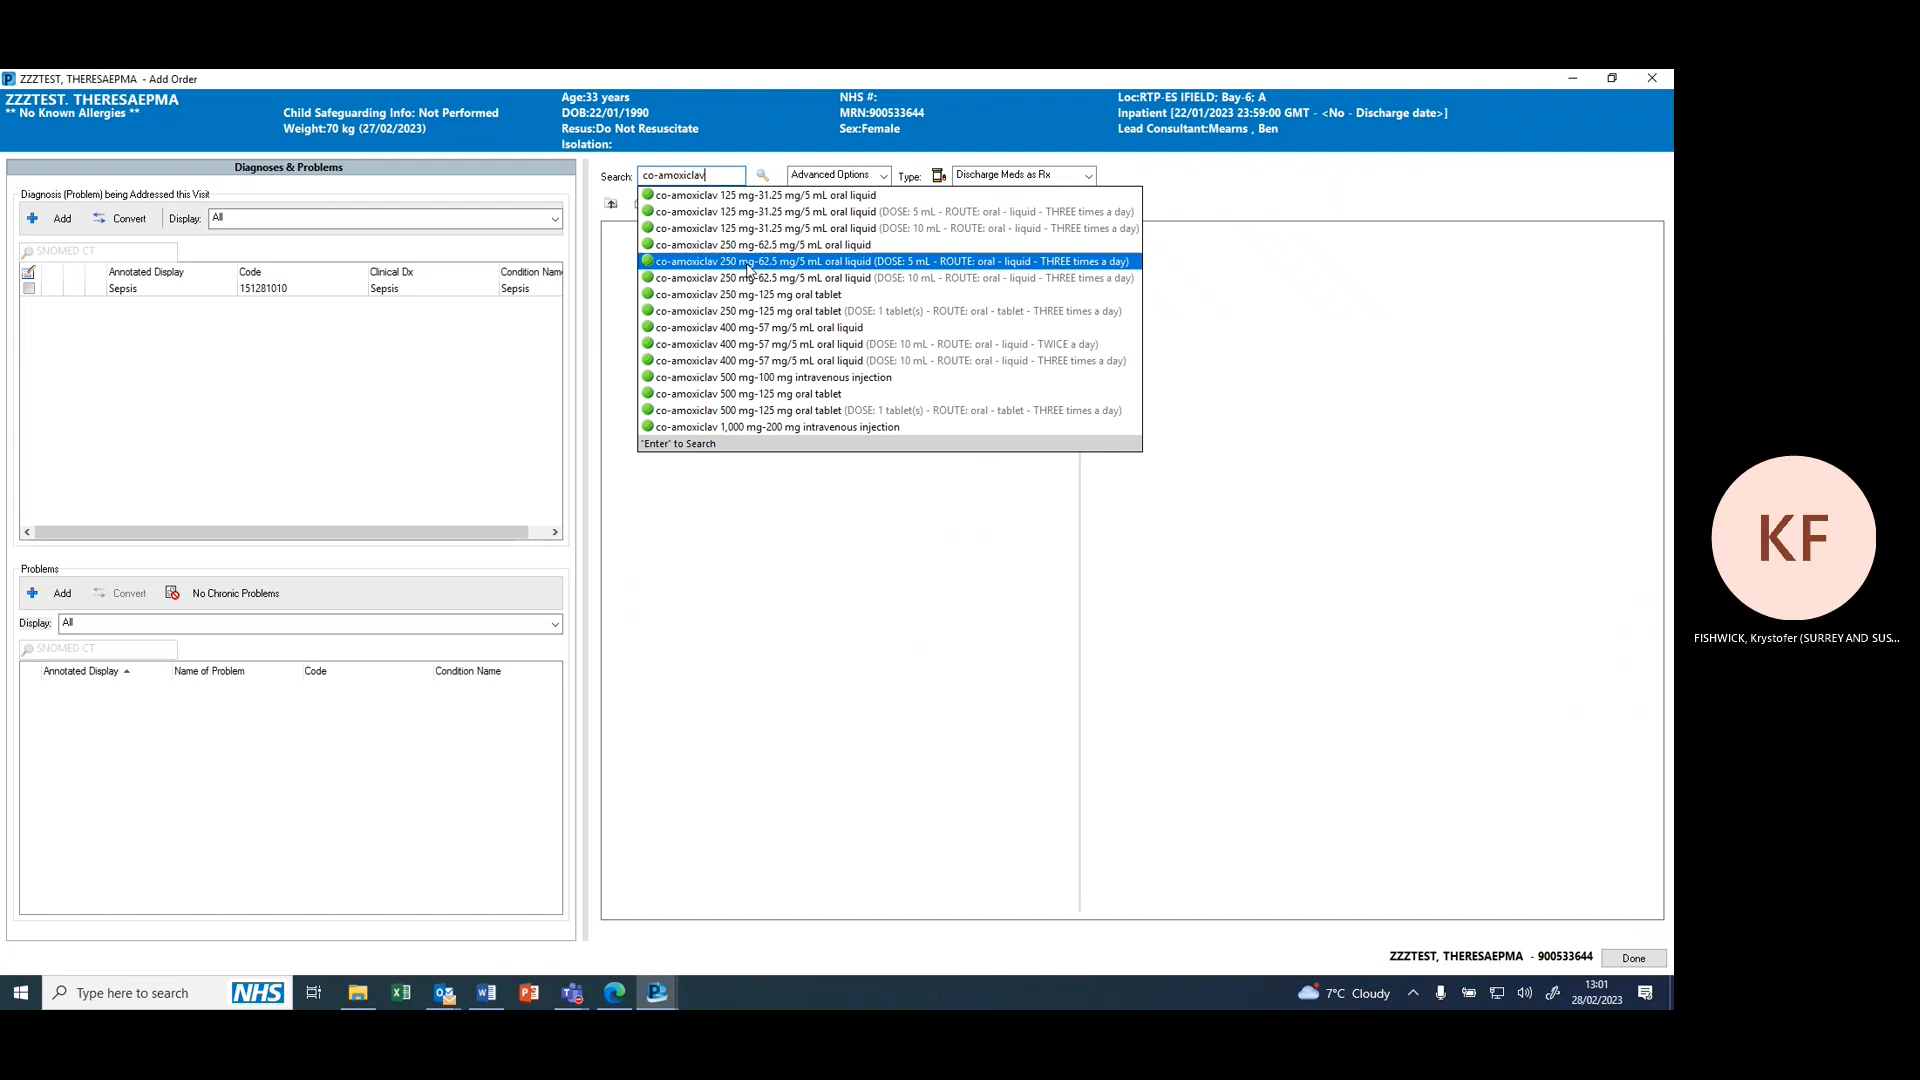 ZZZTEST, THERESAEPMA - Add Order
ZZZTEST. THERESAEPMA
** No Known Allergies **
Child Safeguarding Info: Not Performed
Weight:70 kg (27/02/2023)
Age:33 years
DOB:22/01/1990
Resus:Do Not Resuscitate
Isolation:
NHS #:
MRN:900533644
Sex:Female
Loc:RTP-ES IFIELD; Bay-6; A
Inpatient [22/01/2023 23:59:00 GMT - <No - Discharge date>]
Lead Consultant:Mearns , Ben
Diagnoses & Problems
Diagnosis (Problem) being Addressed this Visit
Add Convert Display: All
SNOMED CT
Annotated Display Code Clinical Dx Condition Nam
Sepsis 151281010 Sepsis Sepsis
Problems
Add Convert No Chronic Problems
Display: All
SNOMED CT
Annotated Display Name of Problem Code Condition Name
Search: co-amoxiclav Advanced Options Type: Discharge Meds as Rx
co-amoxiclav 125 mg-31.25 mg/5 mL oral liquid
co-amoxiclav 125 mg-31.25 mg/5 mL oral liquid (DOSE: 5 mL - ROUTE: oral - liquid - THREE times a day)
co-amoxiclav 125 mg-31.25 mg/5 mL oral liquid (DOSE: 10 mL - ROUTE: oral - liquid - THREE times a day)
co-amoxiclav 250 mg-62.5 mg/5 mL oral liquid
co-amoxiclav 250 mg-62.5 mg/5 mL oral liquid (DOSE: 5 mL - ROUTE: oral - liquid - THREE times a day)
co-amoxiclav 250 mg-62.5 mg/5 mL oral liquid (DOSE: 10 mL - ROUTE: oral - liquid - THREE times a day)
co-amoxiclav 250 mg-125 mg oral tablet
co-amoxiclav 250 mg-125 mg oral tablet (DOSE: 1 tablet(s) - ROUTE: oral - tablet - THREE times a day)
co-amoxiclav 400 mg-57 mg/5 mL oral liquid
co-amoxiclav 400 mg-57 mg/5 mL oral liquid (DOSE: 10 mL - ROUTE: oral - liquid - TWICE a day)
co-amoxiclav 400 mg-57 mg/5 mL oral liquid (DOSE: 10 mL - ROUTE: oral - liquid - THREE times a day)
co-amoxiclav 500 mg-100 mg intravenous injection
co-amoxiclav 500 mg-125 mg oral tablet
co-amoxiclav 500 mg-125 mg oral tablet (DOSE: 1 tablet(s) - ROUTE: oral - tablet - THREE times a day)
co-amoxiclav 1,000 mg-200 mg intravenous injection
"Enter" to Search
ZZZTEST, THERESAEPMA - 900533644 Done
KF
FISHWICK, Krystofer (SURREY AND SUS...
Type here to search NHS
7°C Cloudy
13:01
28/02/2023